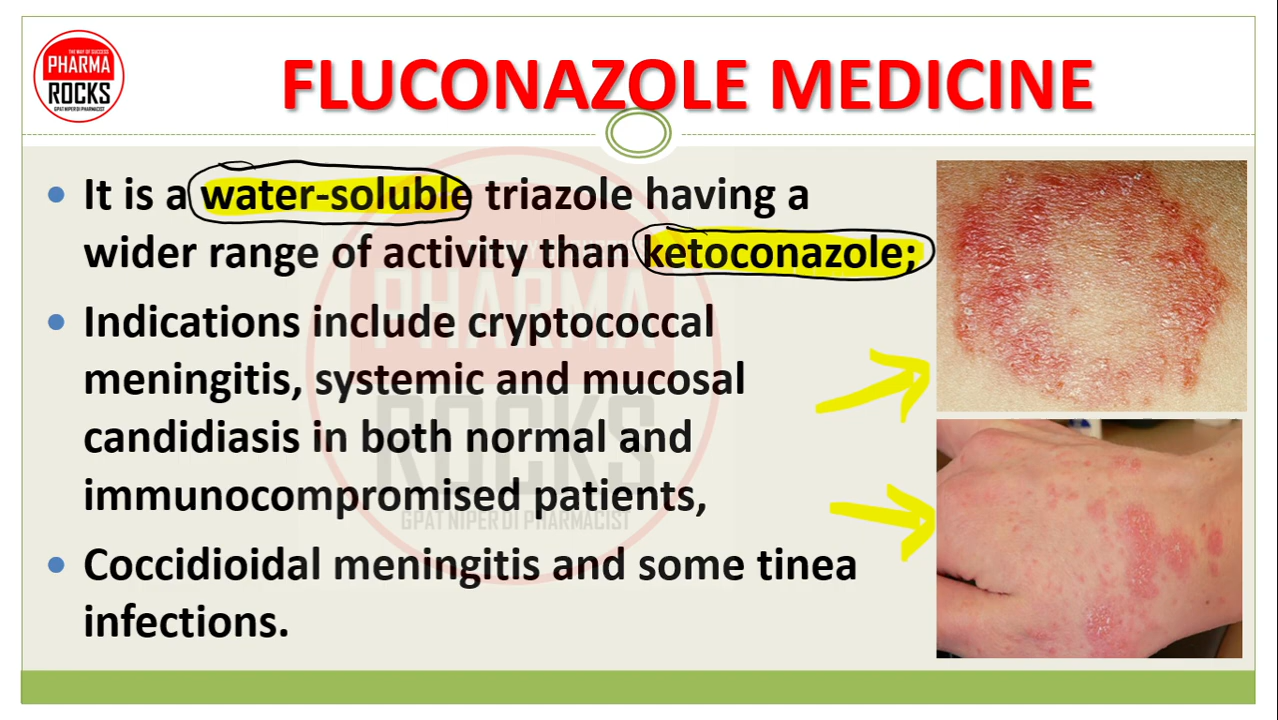 THE WAY OF SUCCESS
PHARMA
ROCKS
GPAT NIPER DI PHARMACIST
FLUCONAZOLE MEDICINE
• It is a water-soluble triazole having a
wider range of activity than ketoconazole;
• Indications include cryptococcal
meningitis, systemic and mucosal
candidiasis in both normal and
immunocompromised patients,
• Coccidioidal meningitis and some tinea
infections.
PHARMA
ROCKS
GPAT NIPER DI PHARMACIST